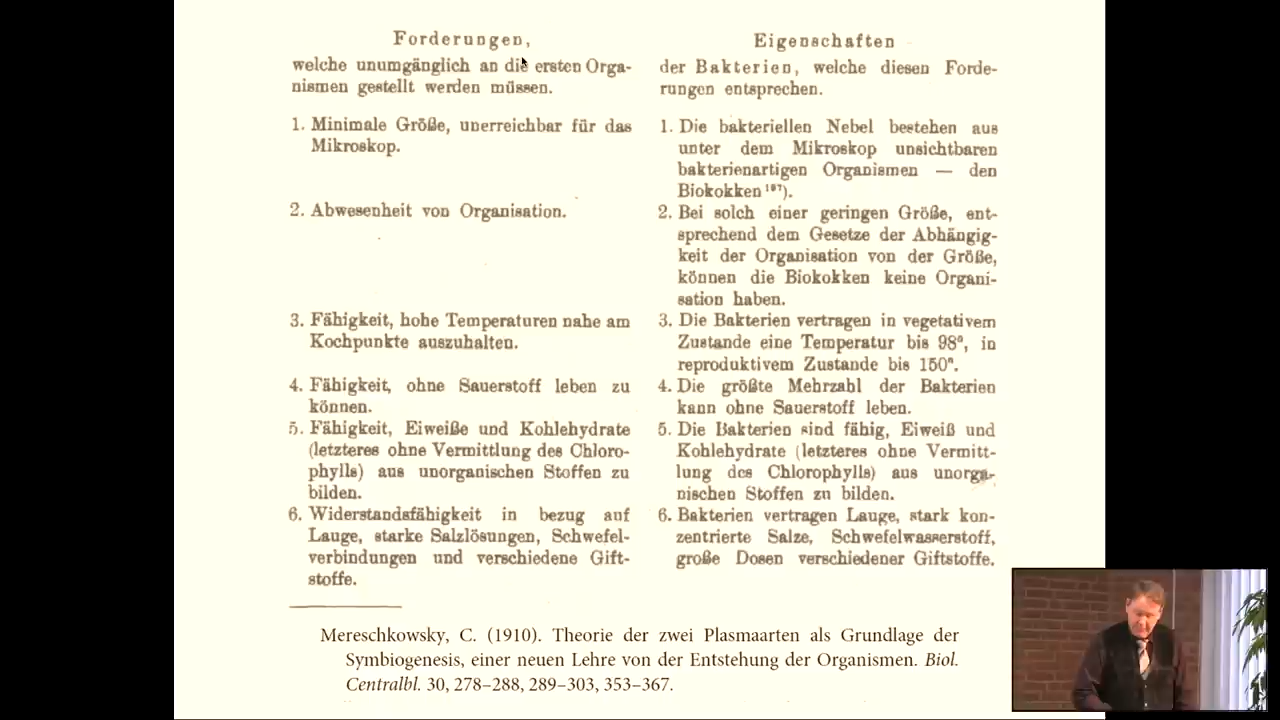 Forderungen,
welche unumgänglich an die ersten Orga-
nismen gestellt werden müssen.
1. Minimale Größe, unerreichbar für das
Mikroskop.
2. Abwesenheit von Organisation.
3. Fähigkeit, hohe Temperaturen nahe am
Kochpunkte auszuhalten.
4. Fähigkeit, ohne Sauerstoff leben zu
können.
5. Fähigkeit, Eiweiße und Kohlehydrate
(letzteres ohne Vermittlung des Chloro-
phylls) aus unorganischen Stoffen zu
bilden.
6. Widerstandsfähigkeit in bezug auf
Lauge, starke Salzlösungen, Schwefel-
verbindungen und verschiedene Gift-
stoffe.
Eigenschaften
der Bakterien, welche diesen Forde-
rungen entsprechen.
1. Die bakteriellen Nebel bestehen aus
unter dem Mikroskop unsichtbaren
bakterienartigen Organismen — den
Biokokken ¹⁹⁷).
2. Bei solch einer geringen Größe, ent-
sprechend dem Gesetze der Abhängig-
keit der Organisation von der Größe,
können die Biokokken keine Organi-
sation haben.
3. Die Bakterien vertragen in vegetativem
Zustande eine Temperatur bis 98°, in
reproduktivem Zustande bis 150°.
4. Die größte Mehrzahl der Bakterien
kann ohne Sauerstoff leben.
5. Die Bakterien sind fähig, Eiweiß und
Kohlehydrate (letzteres ohne Vermitt-
lung des Chlorophylls) aus unorga-
nischen Stoffen zu bilden.
6. Bakterien vertragen Lauge, stark kon-
zentrierte Salze, Schwefelwasserstoff,
große Dosen verschiedener Giftstoffe.
Mereschkowsky, C. (1910). Theorie der zwei Plasmaarten als Grundlage der
Symbiogenesis, einer neuen Lehre von der Entstehung der Organismen. Biol.
Centralbl. 30, 278–288, 289–303, 353–367.